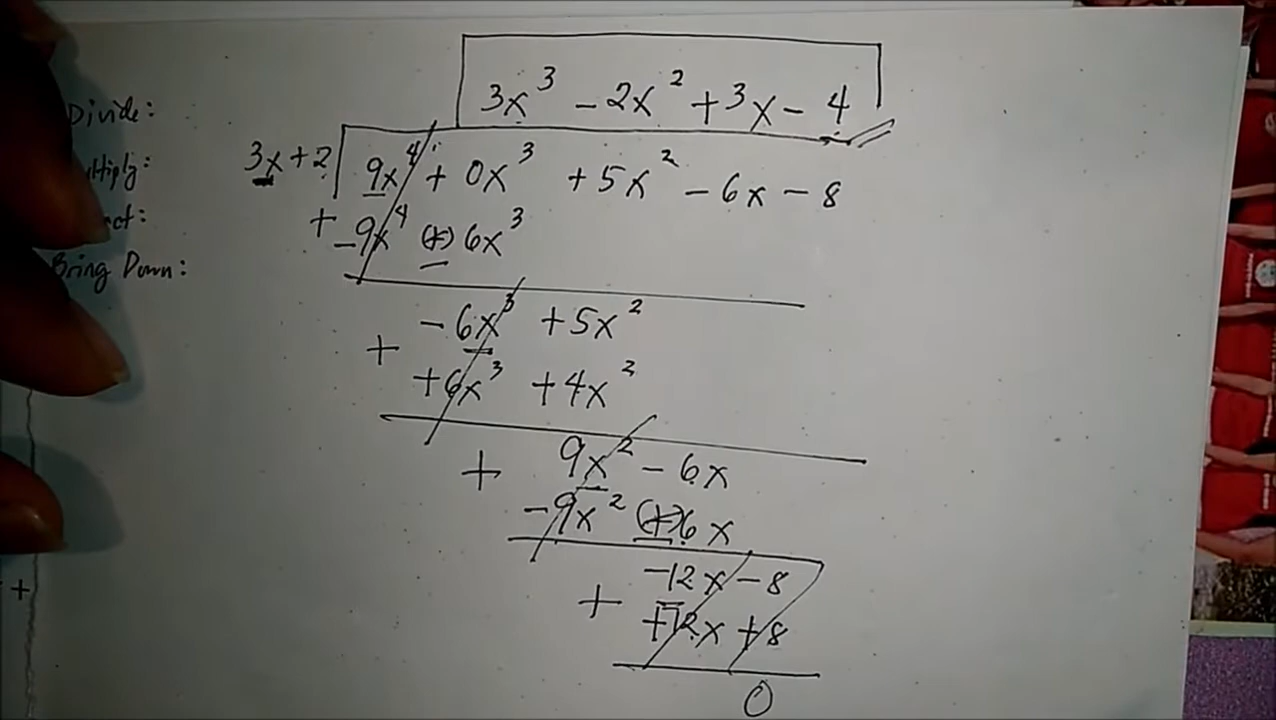 3x³ - 2x² + 3x - 4
Divide:
3x+2 9x⁴ + 0x³ + 5x² - 6x - 8
+ -9x⁴ (+) 6x³
Bring Down:
-6x³ + 5x²
+
+6x³ +4x²
+ 9x² - 6x
-9x² (+)6x
-12x - 8
+
+12x +8
0
+